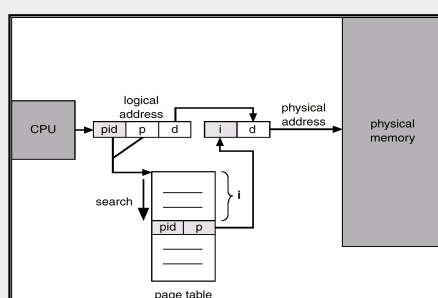 logical
address
physical
address
CPU
pid p d
i d
physical
memory
search
i
pid p
page table